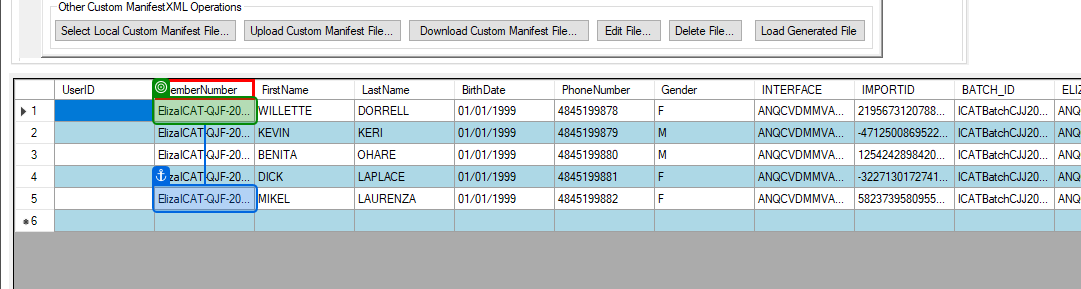 Other Custom ManifestXML Operations
Select Local Custom Manifest File... Upload Custom Manifest File... Download Custom Manifest File... Edit File... Delete File... Load Generated File
UserID emberNumber FirstName LastName BirthDate PhoneNumber Gender INTERFACE IMPORTID BATCH_ID ELIZ
1 ElizaICAT-QJF-20... WILLETTE DORRELL 01/01/1999 4845199878 F ANQCVDMMVA... 2195673120788... ICATBatchCJJ20... ANQ
2 ElizaICAT-QJF-20... KEVIN KERI 01/01/1999 4845199879 M ANQCVDMMVA... -4712500869522... ICATBatchCJJ20... ANQ
3 ElizaICAT-QJF-20... BENITA OHARE 01/01/1999 4845199880 M ANQCVDMMVA... 1254242898420... ICATBatchCJJ20... ANQ
4 zaICAT-QJF-20... DICK LAPLACE 01/01/1999 4845199881 F ANQCVDMMVA... -3227130172741... ICATBatchCJJ20... ANQ
5 ElizaICAT-QJF-20... MIKEL LAURENZA 01/01/1999 4845199882 F ANQCVDMMVA... 5823739580955... ICATBatchCJJ20... ANQ
6